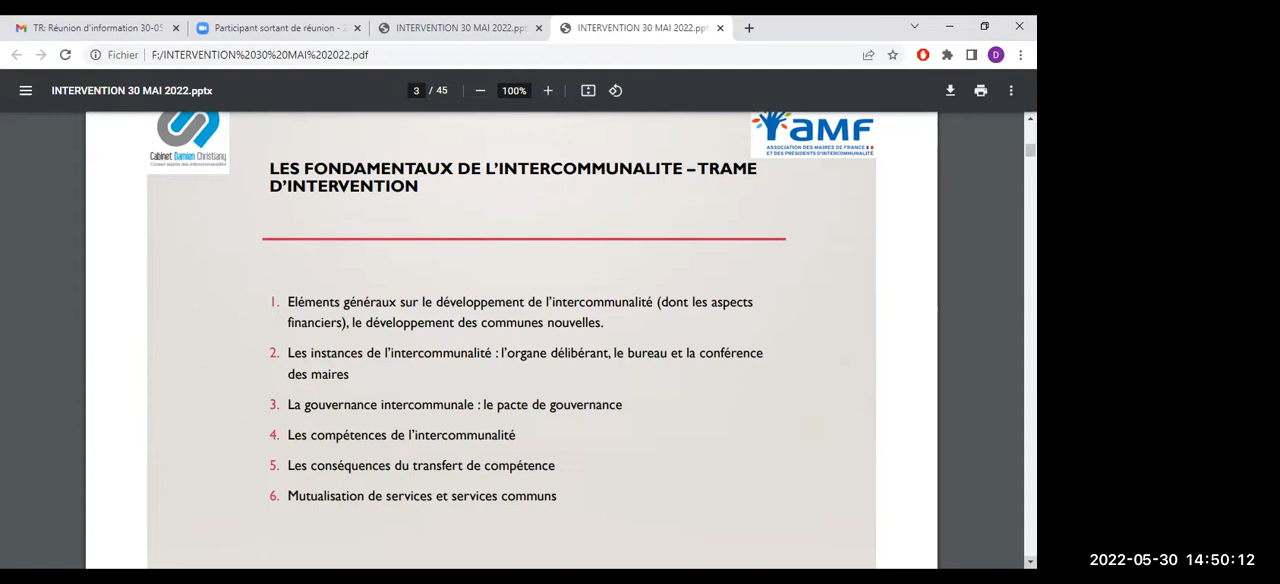 TR: Réunion d'information 30-05
Participant sortant de réunion - Z
INTERVENTION 30 MAI 2022.ppt
INTERVENTION 30 MAI 2022.ppt
Fichier
F:/INTERVENTION%2030%20MAI%202022.pdf
D
INTERVENTION 30 MAI 2022.pptx
3 / 45
100%
Cabinet Damien Christiany
Conseil auprès des intercommunalités
AMF
ASSOCIATION DES MAIRES DE FRANCE
ET DES PRÉSIDENTS D'INTERCOMMUNALITÉ
LES FONDAMENTAUX DE L'INTERCOMMUNALITE – TRAME
D'INTERVENTION
1. Eléments généraux sur le développement de l'intercommunalité (dont les aspects
financiers), le développement des communes nouvelles.
2. Les instances de l'intercommunalité : l'organe délibérant, le bureau et la conférence
des maires
3. La gouvernance intercommunale : le pacte de gouvernance
4. Les compétences de l'intercommunalité
5. Les conséquences du transfert de compétence
6. Mutualisation de services et services communs
2022-05-30 14:50:12